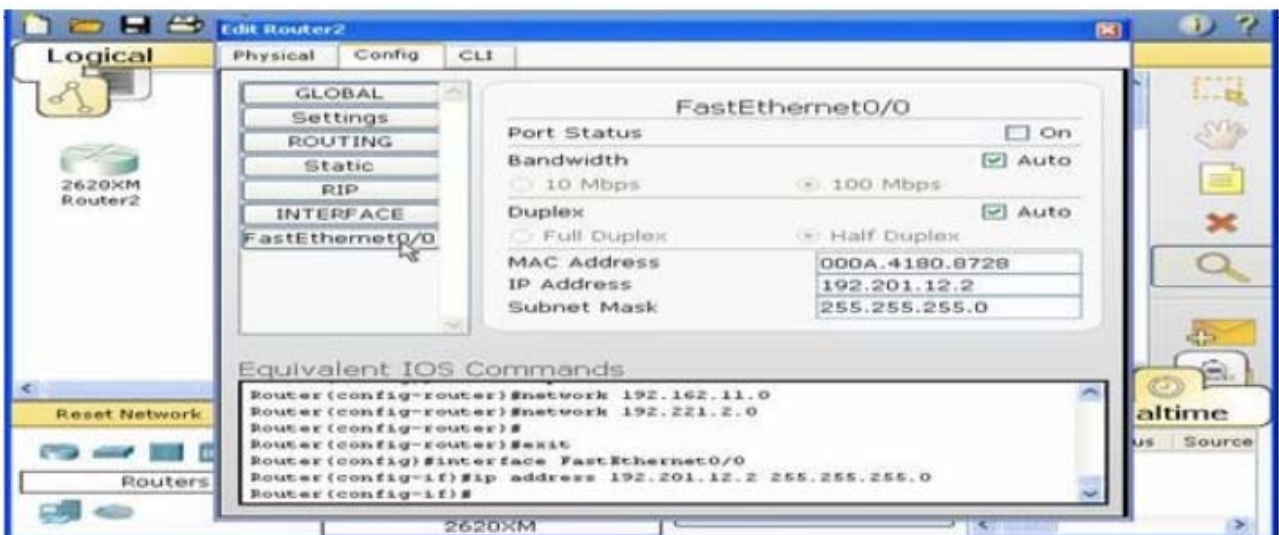 Edit Router2
Logical
Physical Config CLI
2620XM
Router2
GLOBAL
Settings
ROUTING
Static
RIP
INTERFACE
FastEthernet0/0
FastEthernet0/0
Port Status On
Bandwidth Auto
10 Mbps 100 Mbps
Duplex Auto
Full Duplex Half Duplex
MAC Address 000A.4180.8728
IP Address 192.201.12.2
Subnet Mask 255.255.255.0
Equivalent IOS Commands
Router(config-router)#network 192.162.11.0
Router(config-router)#network 192.221.2.0
Router(config-router)#
Router(config-router)#exit
Router(config)#interface FastEthernet0/0
Router(config-if)#ip address 192.201.12.2 255.255.255.0
Router(config-if)#
Reset Network
altime
us Source
Routers
2620XM